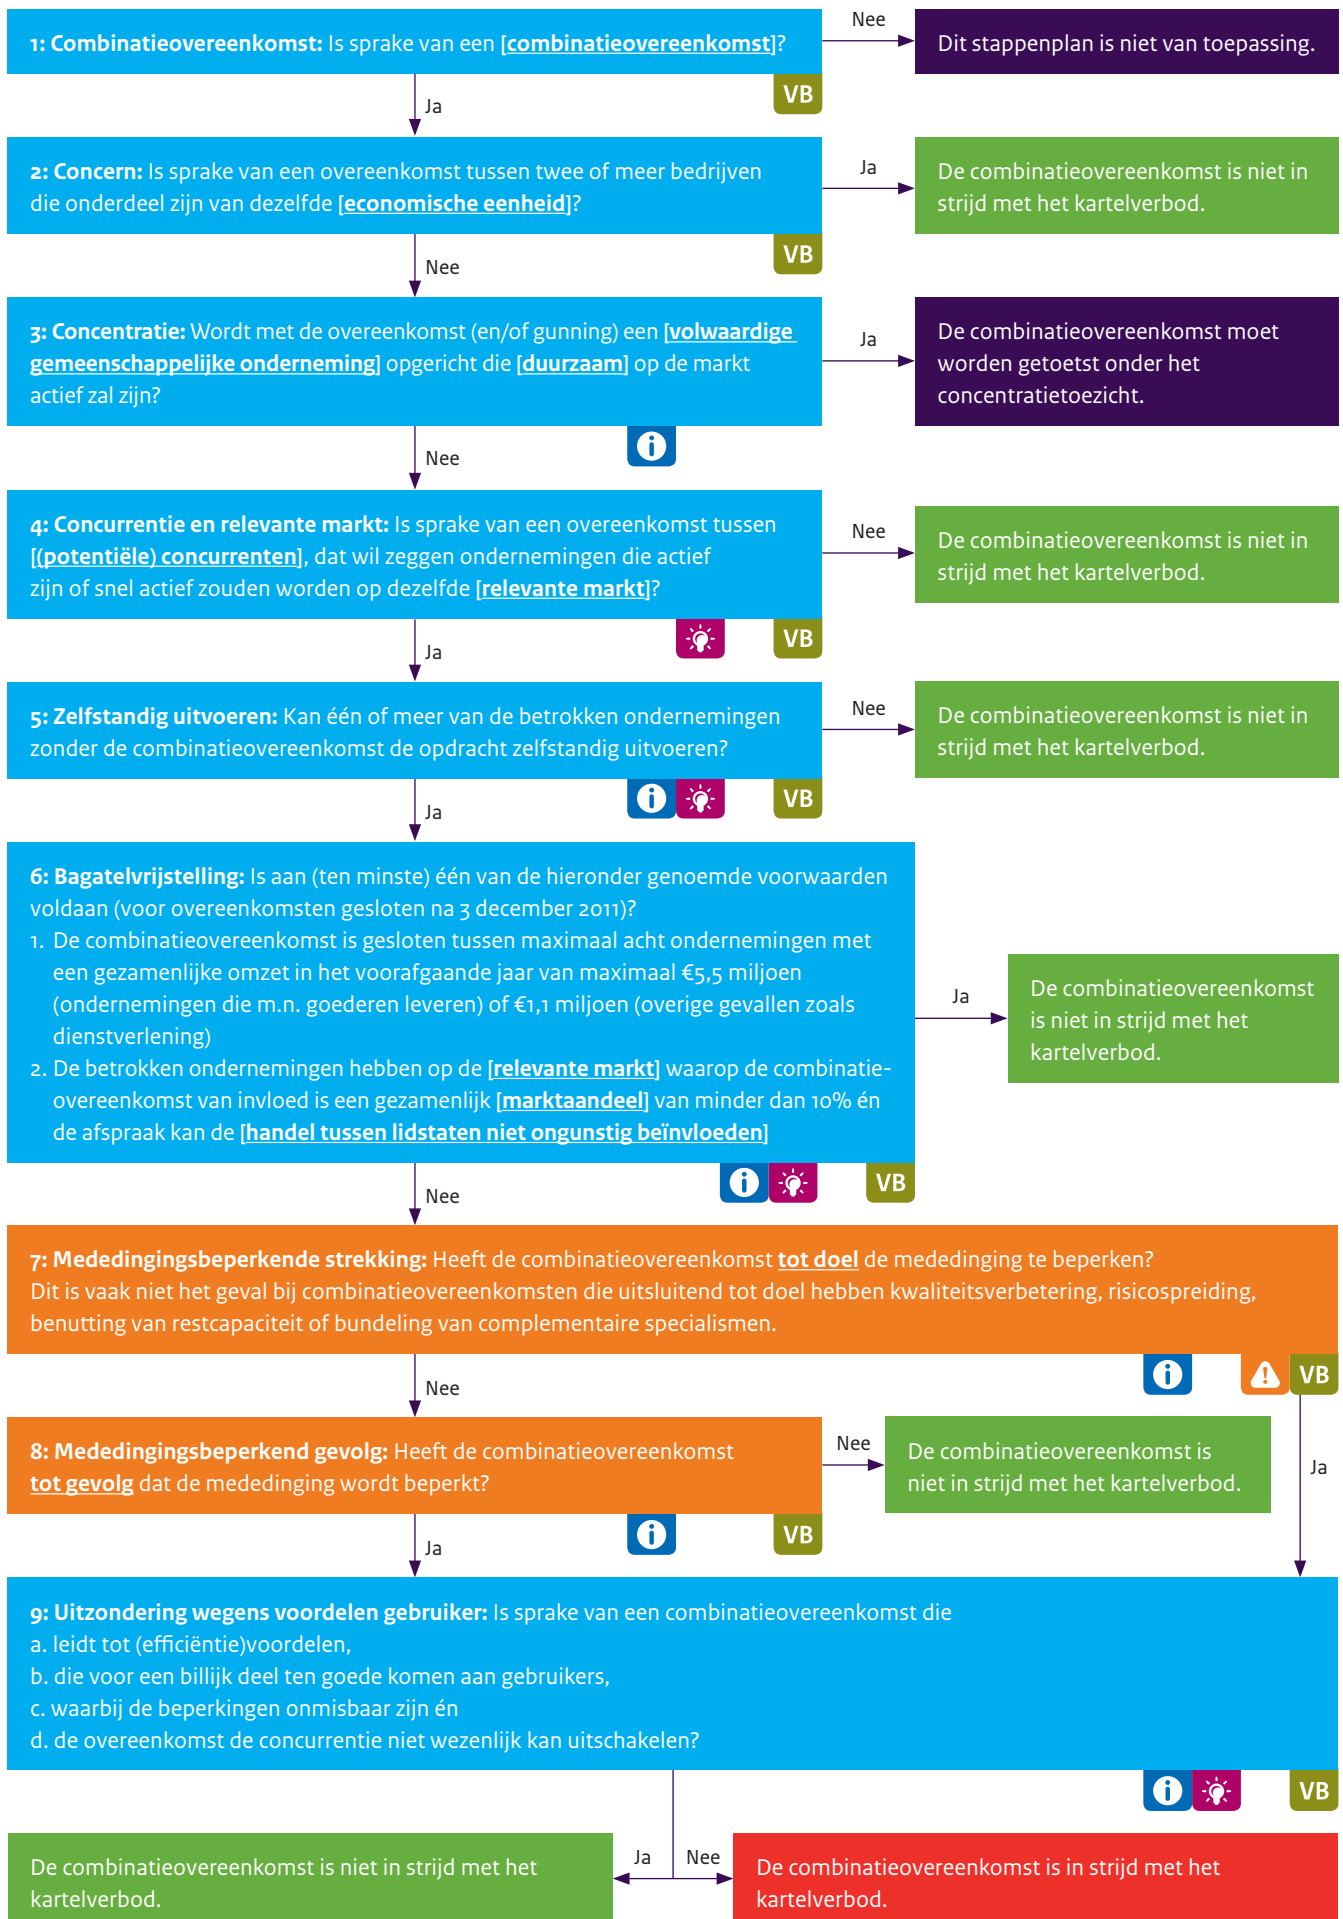 1: Combinatieovereenkomst: Is sprake van een [combinatieovereenkomst]?
Nee
Dit stappenplan is niet van toepassing.
VB
Ja
2: Concern: Is sprake van een overeenkomst tussen twee of meer bedrijven
die onderdeel zijn van dezelfde [economische eenheid]?
Ja
De combinatieovereenkomst is niet in
strijd met het kartelverbod.
VB
Nee
3: Concentratie: Wordt met de overeenkomst (en/of gunning) een [volwaardige
gemeenschappelijke onderneming] opgericht die [duurzaam] op de markt
actief zal zijn?
Ja
De combinatieovereenkomst moet
worden getoetst onder het
concentratietoezicht.
i
Nee
4: Concurrentie en relevante markt: Is sprake van een overeenkomst tussen
[(potentiële) concurrenten], dat wil zeggen ondernemingen die actief
zijn of snel actief zouden worden op dezelfde [relevante markt]?
Nee
De combinatieovereenkomst is niet in
strijd met het kartelverbod.
VB
Ja
5: Zelfstandig uitvoeren: Kan één of meer van de betrokken ondernemingen
zonder de combinatieovereenkomst de opdracht zelfstandig uitvoeren?
Nee
De combinatieovereenkomst is niet in
strijd met het kartelverbod.
i
VB
Ja
6: Bagatelvrijstelling: Is aan (ten minste) één van de hieronder genoemde voorwaarden
voldaan (voor overeenkomsten gesloten na 3 december 2011)?
1. De combinatieovereenkomst is gesloten tussen maximaal acht ondernemingen met
een gezamenlijke omzet in het voorafgaande jaar van maximaal €5,5 miljoen
(ondernemingen die m.n. goederen leveren) of €1,1 miljoen (overige gevallen zoals
dienstverlening)
2. De betrokken ondernemingen hebben op de [relevante markt] waarop de combinatie-
overeenkomst van invloed is een gezamenlijk [marktaandeel] van minder dan 10% én
de afspraak kan de [handel tussen lidstaten niet ongunstig beïnvloeden]
Ja
De combinatieovereenkomst
is niet in strijd met het
kartelverbod.
i
VB
Nee
7: Mededingingsbeperkende strekking: Heeft de combinatieovereenkomst tot doel de mededinging te beperken?
Dit is vaak niet het geval bij combinatieovereenkomsten die uitsluitend tot doel hebben kwaliteitsverbetering, risicospreiding,
benutting van restcapaciteit of bundeling van complementaire specialismen.
i
!
VB
Nee
8: Mededingingsbeperkend gevolg: Heeft de combinatieovereenkomst
tot gevolg dat de mededinging wordt beperkt?
Nee
De combinatieovereenkomst is
niet in strijd met het kartelverbod.
Ja
i
VB
Ja
9: Uitzondering wegens voordelen gebruiker: Is sprake van een combinatieovereenkomst die
a. leidt tot (efficiëntie)voordelen,
b. die voor een billijk deel ten goede komen aan gebruikers,
c. waarbij de beperkingen onmisbaar zijn én
d. de overeenkomst de concurrentie niet wezenlijk kan uitschakelen?
i
VB
De combinatieovereenkomst is niet in strijd met het
kartelverbod.
Ja
Nee
De combinatieovereenkomst is in strijd met het
kartelverbod.